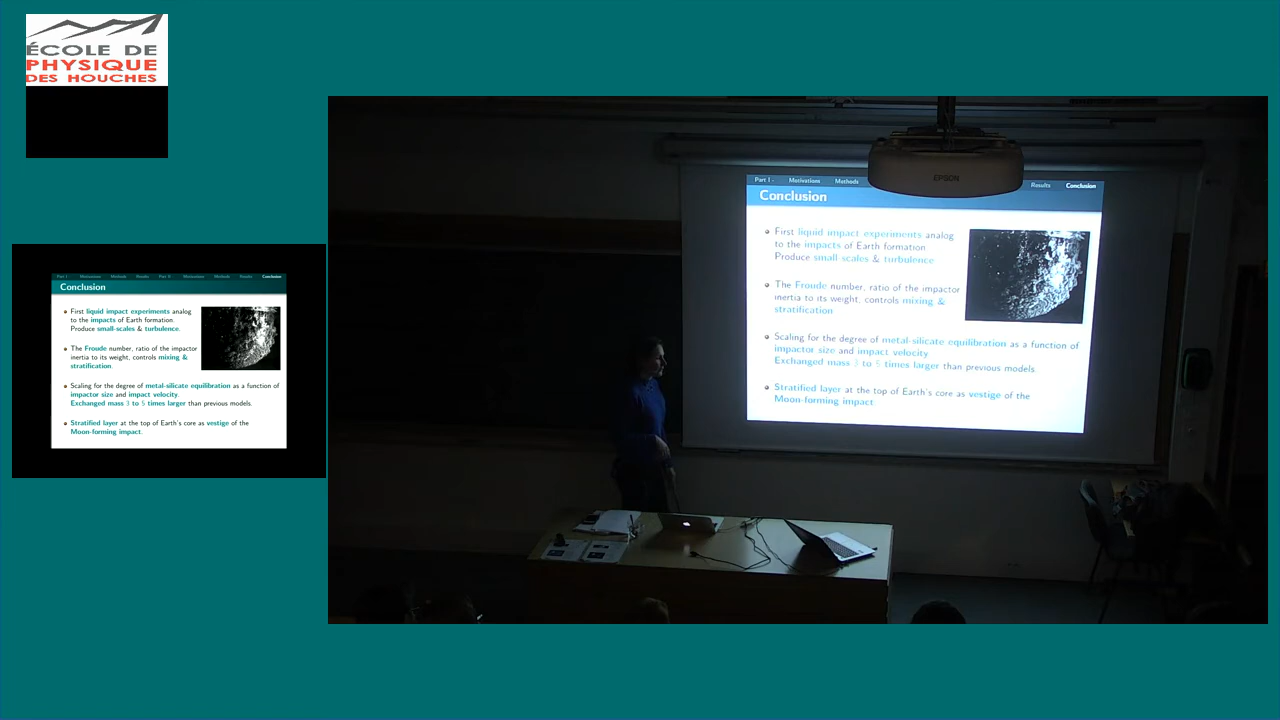 ÉCOLE DE
PHYSIQUE
DES HOUCHES
Part I Motivations Methods Results Part II Motivations Methods Results Conclusion
Conclusion
First liquid impact experiments analog
to the impacts of Earth formation.
Produce small-scales & turbulence.
The Froude number, ratio of the impactor
inertia to its weight, controls mixing &
stratification.
Scaling for the degree of metal-silicate equilibration as a function of
impactor size and impact velocity.
Exchanged mass 3 to 5 times larger than previous models.
Stratified layer at the top of Earth's core as vestige of the
Moon-forming impact.
EPSON
Part I - Motivations Methods Results Conclusion
Conclusion
First liquid impact experiments analog
to the impacts of Earth formation.
Produce small-scales & turbulence.
The Froude number, ratio of the impactor
inertia to its weight, controls mixing &
stratification.
Scaling for the degree of metal-silicate equilibration as a function of
impactor size and impact velocity.
Exchanged mass 3 to 5 times larger than previous models.
Stratified layer at the top of Earth's core as vestige of the
Moon-forming impact.